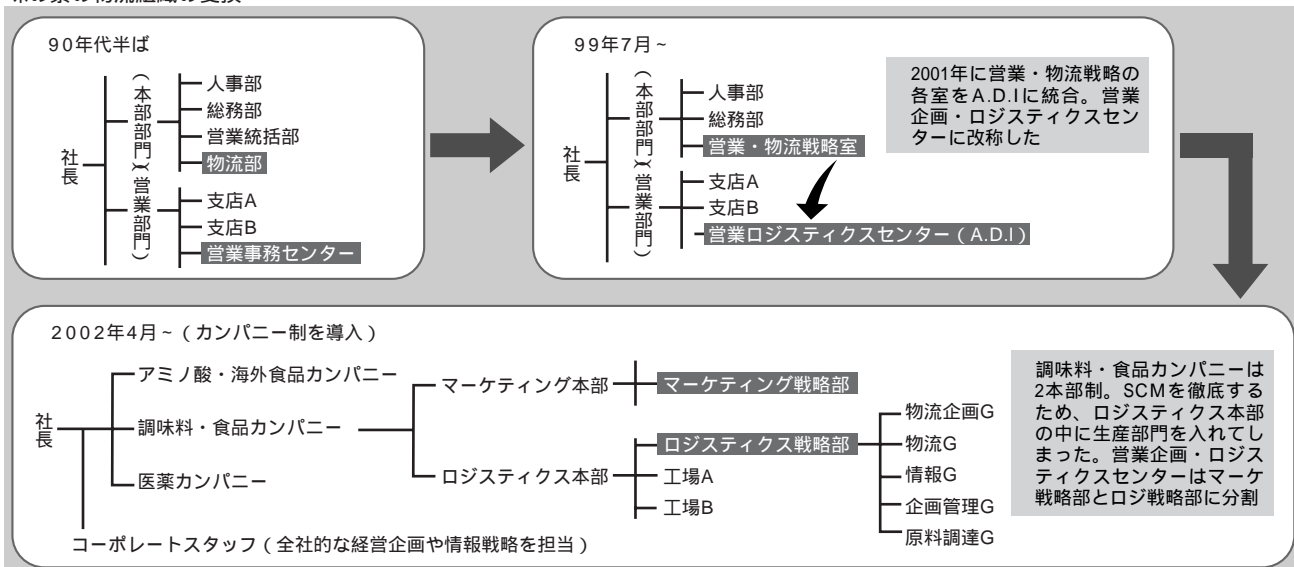 90年代半ば
社長
（本部部門）
人事部
総務部
営業統括部
物流部
（営業部門）
支店A
支店B
営業事務センター
99年7月~
社長
（本部部門）
人事部
総務部
営業・物流戦略室
（営業部門）
支店A
支店B
営業ロジスティクスセンター（A.D.I）
2001年に営業・物流戦略の
各室をA.D.Iに統合。営業
企画・ロジスティクスセン
ターに改称した
2002年4月~（カンパニー制を導入）
社長
アミノ酸・海外食品カンパニー
調味料・食品カンパニー
医薬カンパニー
コーポレートスタッフ（全社的な経営企画や情報戦略を担当）
マーケティング本部
マーケティング戦略部
ロジスティクス本部
ロジスティクス戦略部
工場A
工場B
物流企画G
物流G
情報G
企画管理G
原料調達G
調味料・食品カンパニーは
2本部制。SCMを徹底する
ため、ロジスティクス本部
の中に生産部門を入れてし
まった。営業企画・ロジス
ティクスセンターはマーケ
戦略部とロジ戦略部に分割